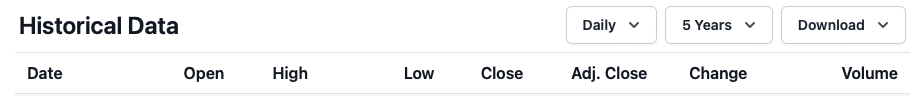 Historical Data Daily 5 Years Download
Date Open High Low Close Adj. Close Change Volume